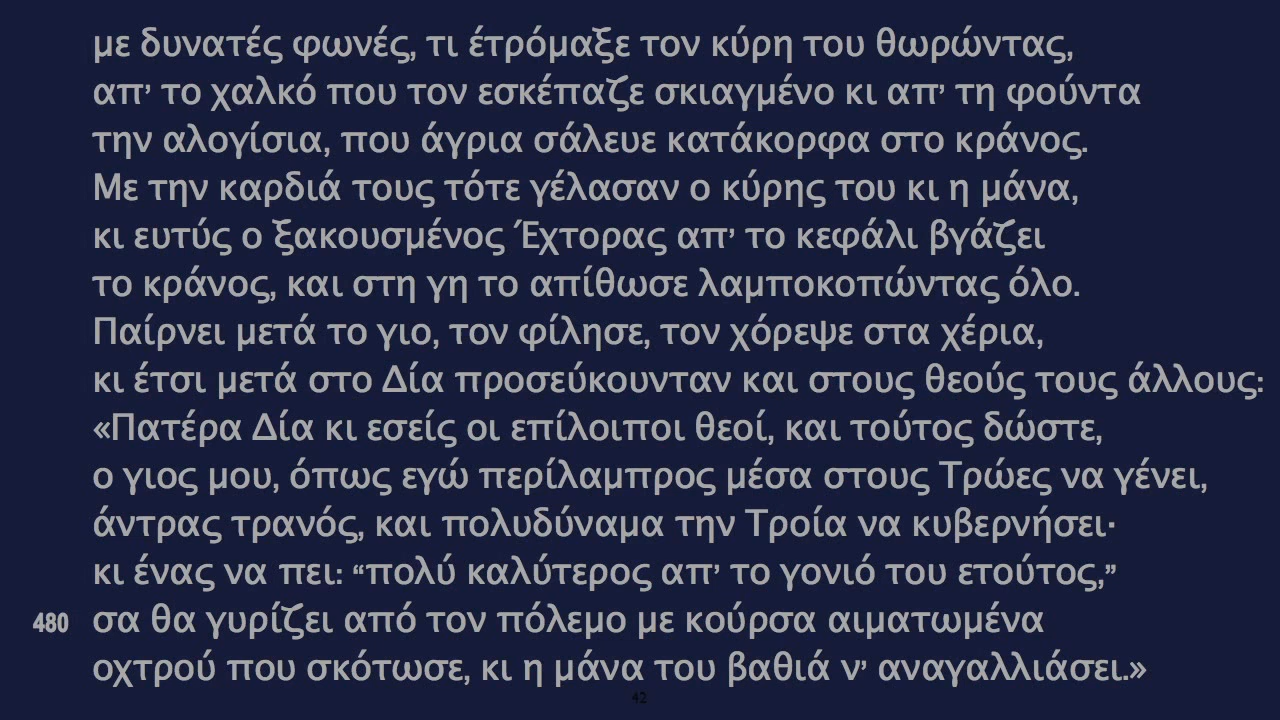 με δυνατές φωνές, τι έτρόμαξε τον κύρη του θωρώντας,
απ’ το χαλκό που τον εσκέπαζε σκιαγμένο κι απ’ τη φούντα
την αλογίσια, που άγρια σάλευε κατάκορφα στο κράνος.
Με την καρδιά τους τότε γέλασαν ο κύρης του κι η μάνα,
κι ευτύς ο ξακουσμένος Έχτορας απ’ το κεφάλι βγάζει
το κράνος, και στη γη το απίθωσε λαμποκοπώντας όλο.
Παίρνει μετά το γιο, τον φίλησε, τον χόρεψε στα χέρια,
κι έτσι μετά στο Δία προσεύκουνταν και στους θεούς τους άλλους:
«Πατέρα Δία κι εσείς οι επίλοιποι θεοί, και τούτος δώστε,
ο γιος μου, όπως εγώ περίλαμπρος μέσα στους Τρώες να γένει,
άντρας τρανός, και πολυδύναμα την Τροία να κυβερνήσει·
κι ένας να πει: “πολύ καλύτερος απ’ το γονιό του ετούτος,”
480 σα θα γυρίζει από τον πόλεμο με κούρσα αιματωμένα
οχτρού που σκότωσε, κι η μάνα του βαθιά ν’ αναγαλλιάσει.»
42